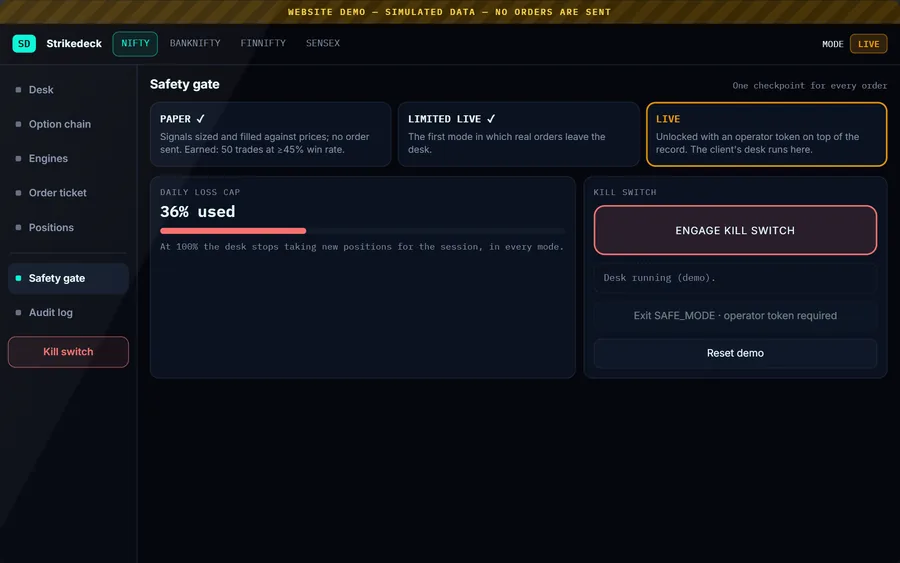 WEBSITE DEMO — SIMULATED DATA — NO ORDERS ARE SENT
SD Strikedeck NIFTY BANKNIFTY FINNIFTY SENSEX MODE LIVE
Desk
Option chain
Engines
Order ticket
Positions
Safety gate
Audit log
Kill switch
Safety gate
One checkpoint for every order
PAPER ✓
Signals sized and filled against prices; no order
sent. Earned: 50 trades at ≥45% win rate.
LIMITED LIVE ✓
The first mode in which real orders leave the
desk.
LIVE
Unlocked with an operator token on top of the
record. The client's desk runs here.
DAILY LOSS CAP
36% used
At 100% the desk stops taking new positions for the session, in every mode.
KILL SWITCH
ENGAGE KILL SWITCH
Desk running (demo).
Exit SAFE_MODE · operator token required
Reset demo